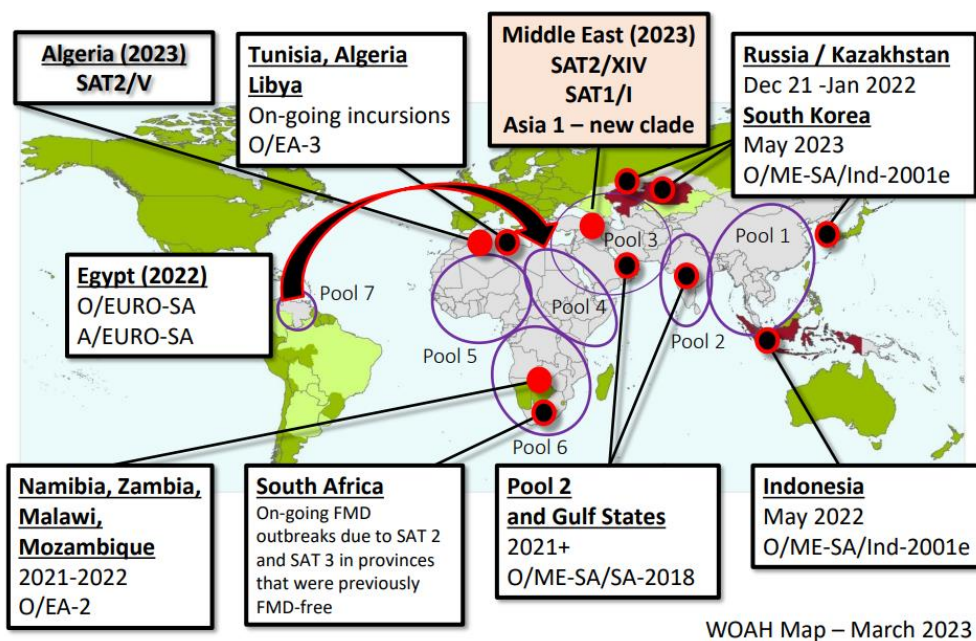 Algeria (2023)
SAT2/V
Tunisia, Algeria
Libya
On-going incursions
O/EA-3
Middle East (2023)
SAT2/XIV
SAT1/I
Asia 1 – new clade
Russia / Kazakhstan
Dec 21 -Jan 2022
South Korea
May 2023
O/ME-SA/Ind-2001e
Egypt (2022)
O/EURO-SA
A/EURO-SA
Pool 7
Pool 5
Pool 4
Pool 3
Pool 2
Pool 1
Pool 6
Namibia, Zambia,
Malawi,
Mozambique
2021-2022
O/EA-2
South Africa
On-going FMD
outbreaks due to SAT 2
and SAT 3 in provinces
that were previously
FMD-free
Pool 2
and Gulf States
2021+
O/ME-SA/SA-2018
Indonesia
May 2022
O/ME-SA/Ind-2001e
WOAH Map – March 2023